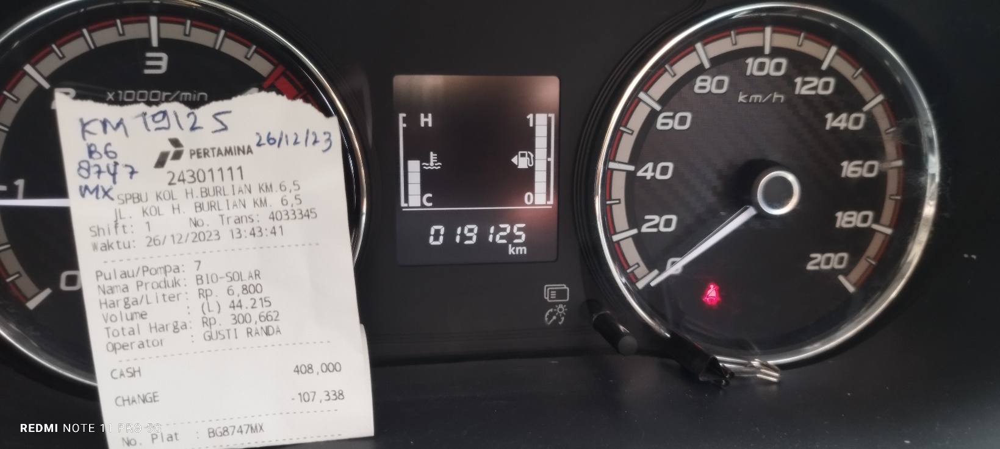 KM 19125
26/12/23
BG
8747
MX
PERTAMINA
24301111
SPBU KOL H.BURLIAN KM.6,5
JL. KOL H. BURLIAN KM. 6,5
Shift: 1 No. Trans: 4033345
Waktu: 26/12/2023 13:43:41
Pulau/Pompa: 7
Nama Produk: BIO-SOLAR
Harga/Liter: Rp. 6,800
Volume : (L) 44.215
Total Harga: Rp. 300,662
Operator : GUSTI RANDA
CASH 408,000
CHANGE -107,338
No. Plat : BG8747MX
0
1
3
x1000r/min
H
C
1
0
019125
km
0
20
40
60
80
100
120
140
160
180
200
km/h
REDMI NOTE 11 PRO 5G